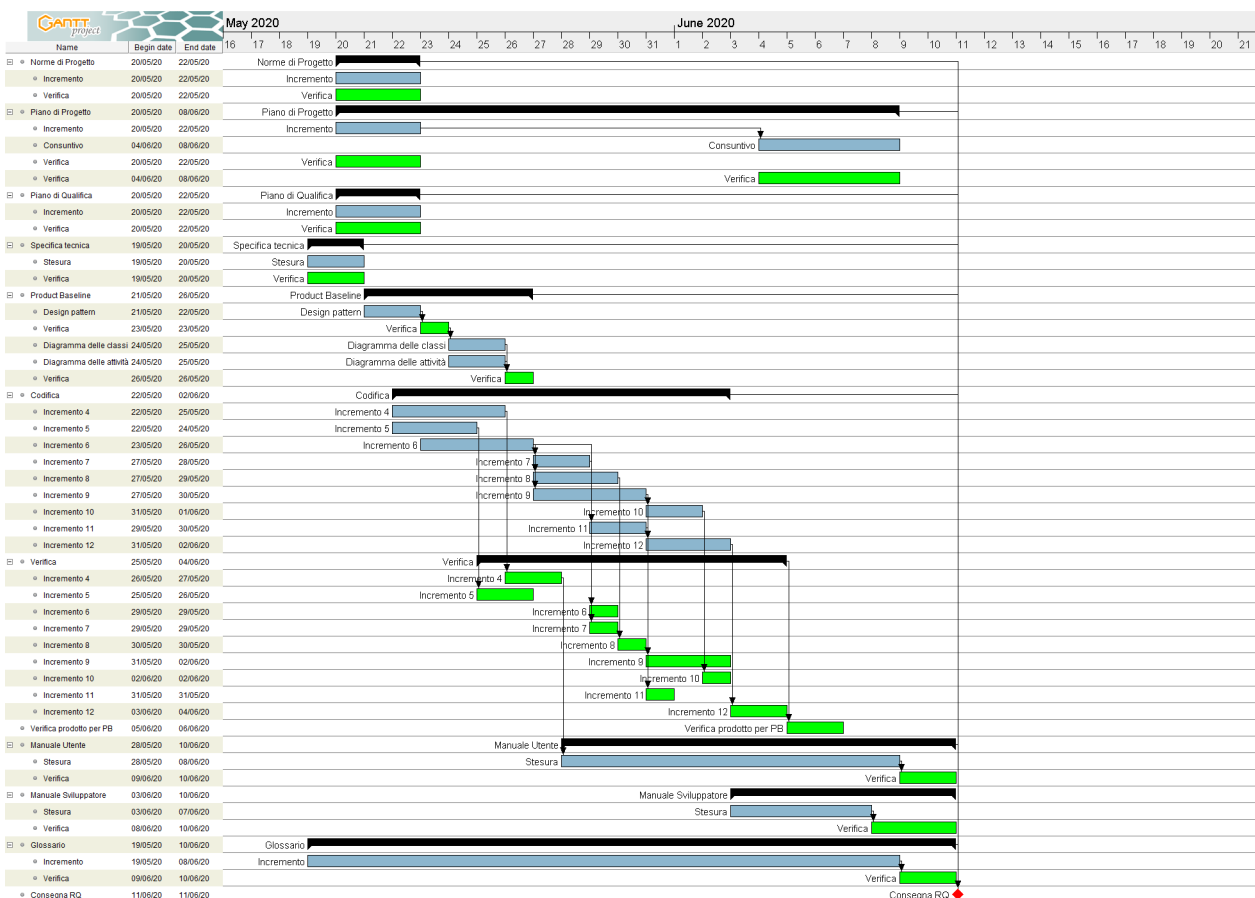 GANTT
project
May 2020
June 2020
Name Begin date End date
16 17 18 19 20 21 22 23 24 25 26 27 28 29 30 31 1 2 3 4 5 6 7 8 9 10 11 12 13 14 15 16 17 18 19 20 21
Norme di Progetto 20/05/20 22/05/20 Norme di Progetto
Incremento 20/05/20 22/05/20 Incremento
Verifica 20/05/20 22/05/20 Verifica
Piano di Progetto 20/05/20 08/06/20 Piano di Progetto
Incremento 20/05/20 22/05/20 Incremento
Consuntivo 04/06/20 08/06/20 Consuntivo
Verifica 20/05/20 22/05/20 Verifica
Verifica 04/06/20 08/06/20 Verifica
Piano di Qualifica 20/05/20 22/05/20 Piano di Qualifica
Incremento 20/05/20 22/05/20 Incremento
Verifica 20/05/20 22/05/20 Verifica
Specifica tecnica 19/05/20 20/05/20 Specifica tecnica
Stesura 19/05/20 20/05/20 Stesura
Verifica 19/05/20 20/05/20 Verifica
Product Baseline 21/05/20 26/05/20 Product Baseline
Design pattern 21/05/20 22/05/20 Design pattern
Verifica 23/05/20 23/05/20 Verifica
Diagramma delle classi 24/05/20 25/05/20 Diagramma delle classi
Diagramma delle attività 24/05/20 25/05/20 Diagramma delle attività
Verifica 26/05/20 26/05/20 Verifica
Codifica 22/05/20 02/06/20 Codifica
Incremento 4 22/05/20 25/05/20 Incremento 4
Incremento 5 22/05/20 24/05/20 Incremento 5
Incremento 6 23/05/20 26/05/20 Incremento 6
Incremento 7 27/05/20 28/05/20 Incremento 7
Incremento 8 27/05/20 29/05/20 Incremento 8
Incremento 9 27/05/20 30/05/20 Incremento 9
Incremento 10 31/05/20 01/06/20 Incremento 10
Incremento 11 29/05/20 30/05/20 Incremento 11
Incremento 12 31/05/20 02/06/20 Incremento 12
Verifica 25/05/20 04/06/20 Verifica
Incremento 4 26/05/20 27/05/20 Incremento 4
Incremento 5 25/05/20 26/05/20 Incremento 5
Incremento 6 29/05/20 29/05/20 Incremento 6
Incremento 7 29/05/20 29/05/20 Incremento 7
Incremento 8 30/05/20 30/05/20 Incremento 8
Incremento 9 31/05/20 02/06/20 Incremento 9
Incremento 10 02/06/20 02/06/20 Incremento 10
Incremento 11 31/05/20 31/05/20 Incremento 11
Incremento 12 03/06/20 04/06/20 Incremento 12
Verifica prodotto per PB 05/06/20 06/06/20 Verifica prodotto per PB
Manuale Utente 28/05/20 10/06/20 Manuale Utente
Stesura 28/05/20 08/06/20 Stesura
Verifica 09/06/20 10/06/20 Verifica
Manuale Sviluppatore 03/06/20 10/06/20 Manuale Sviluppatore
Stesura 03/06/20 07/06/20 Stesura
Verifica 08/06/20 10/06/20 Verifica
Glossario 19/05/20 10/06/20 Glossario
Incremento 19/05/20 08/06/20 Incremento
Verifica 09/06/20 10/06/20 Verifica
Consegna RQ 11/06/20 11/06/20 Consegna RQ